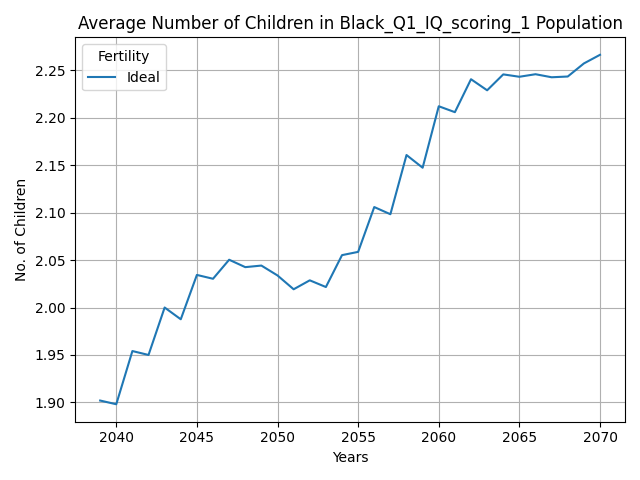 Average Number of Children in Black_Q1_IQ_scoring_1 Population
Fertility
Ideal
2.25
2.20
2.15
2.10
2.05
2.00
1.95
1.90
No. of Children
2040 2045 2050 2055 2060 2065 2070
Years